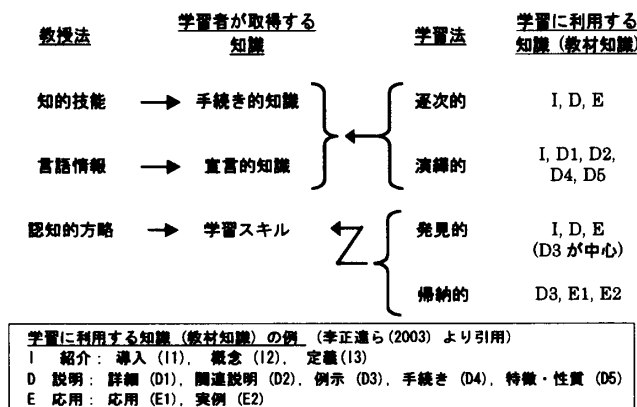 教授法 学習者が取得する知識 学習法 学習に利用する知識(教材知識)
知的技能 → 手続き的知識 逐次的 I, D, E
言語情報 → 宣言的知識 演繹的 I, D1, D2,
D4, D5
認知的方略 → 学習スキル 発見的 I, D, E
(D3 が中心)
帰納的 D3, E1, E2
学習に利用する知識(教材知識)の例 (李正遠ら(2003) より引用)
I 紹介: 導入 (I1), 概念 (I2), 定義(I3)
D 説明: 詳細 (D1), 関連説明 (D2), 例示 (D3), 手続き (D4), 特徴・性質 (D5)
E 応用: 応用 (E1), 実例 (E2)